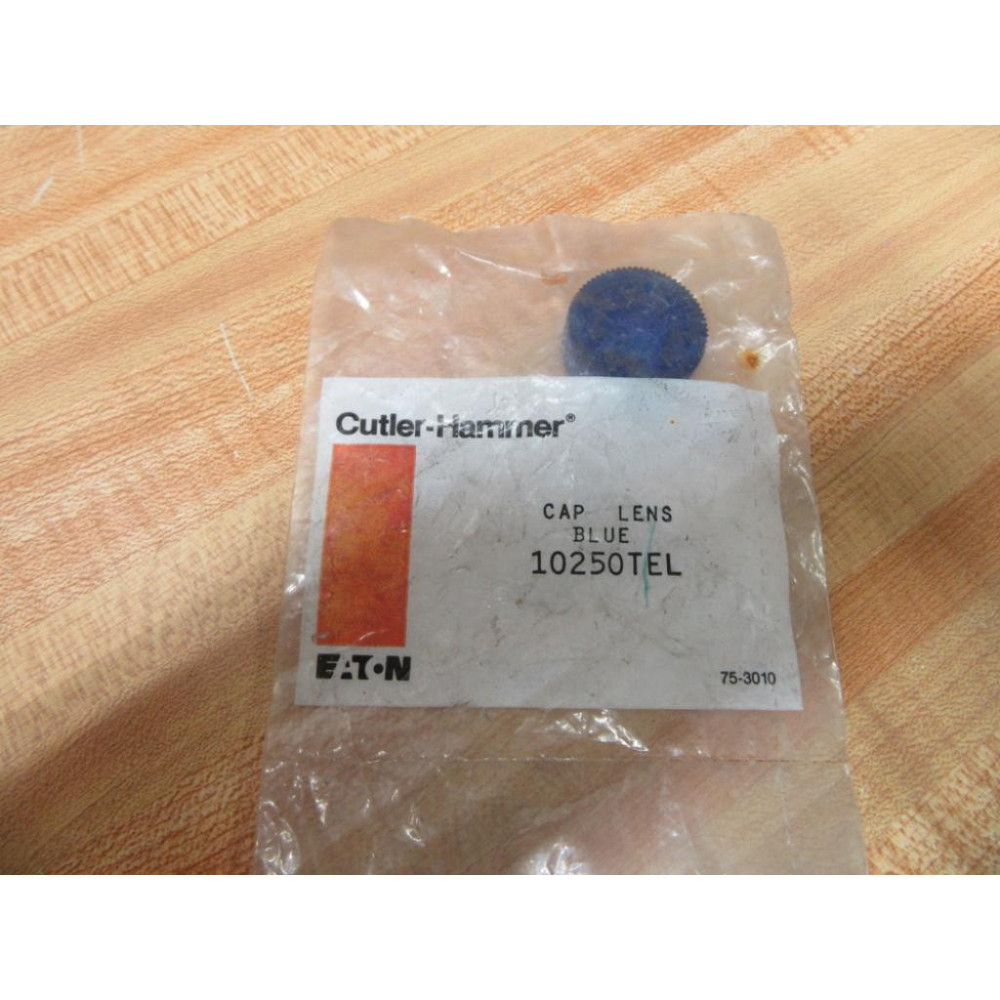 Cutler-Hammer®
CAP LENS
BLUE
10250TEL
EATON
75-3010